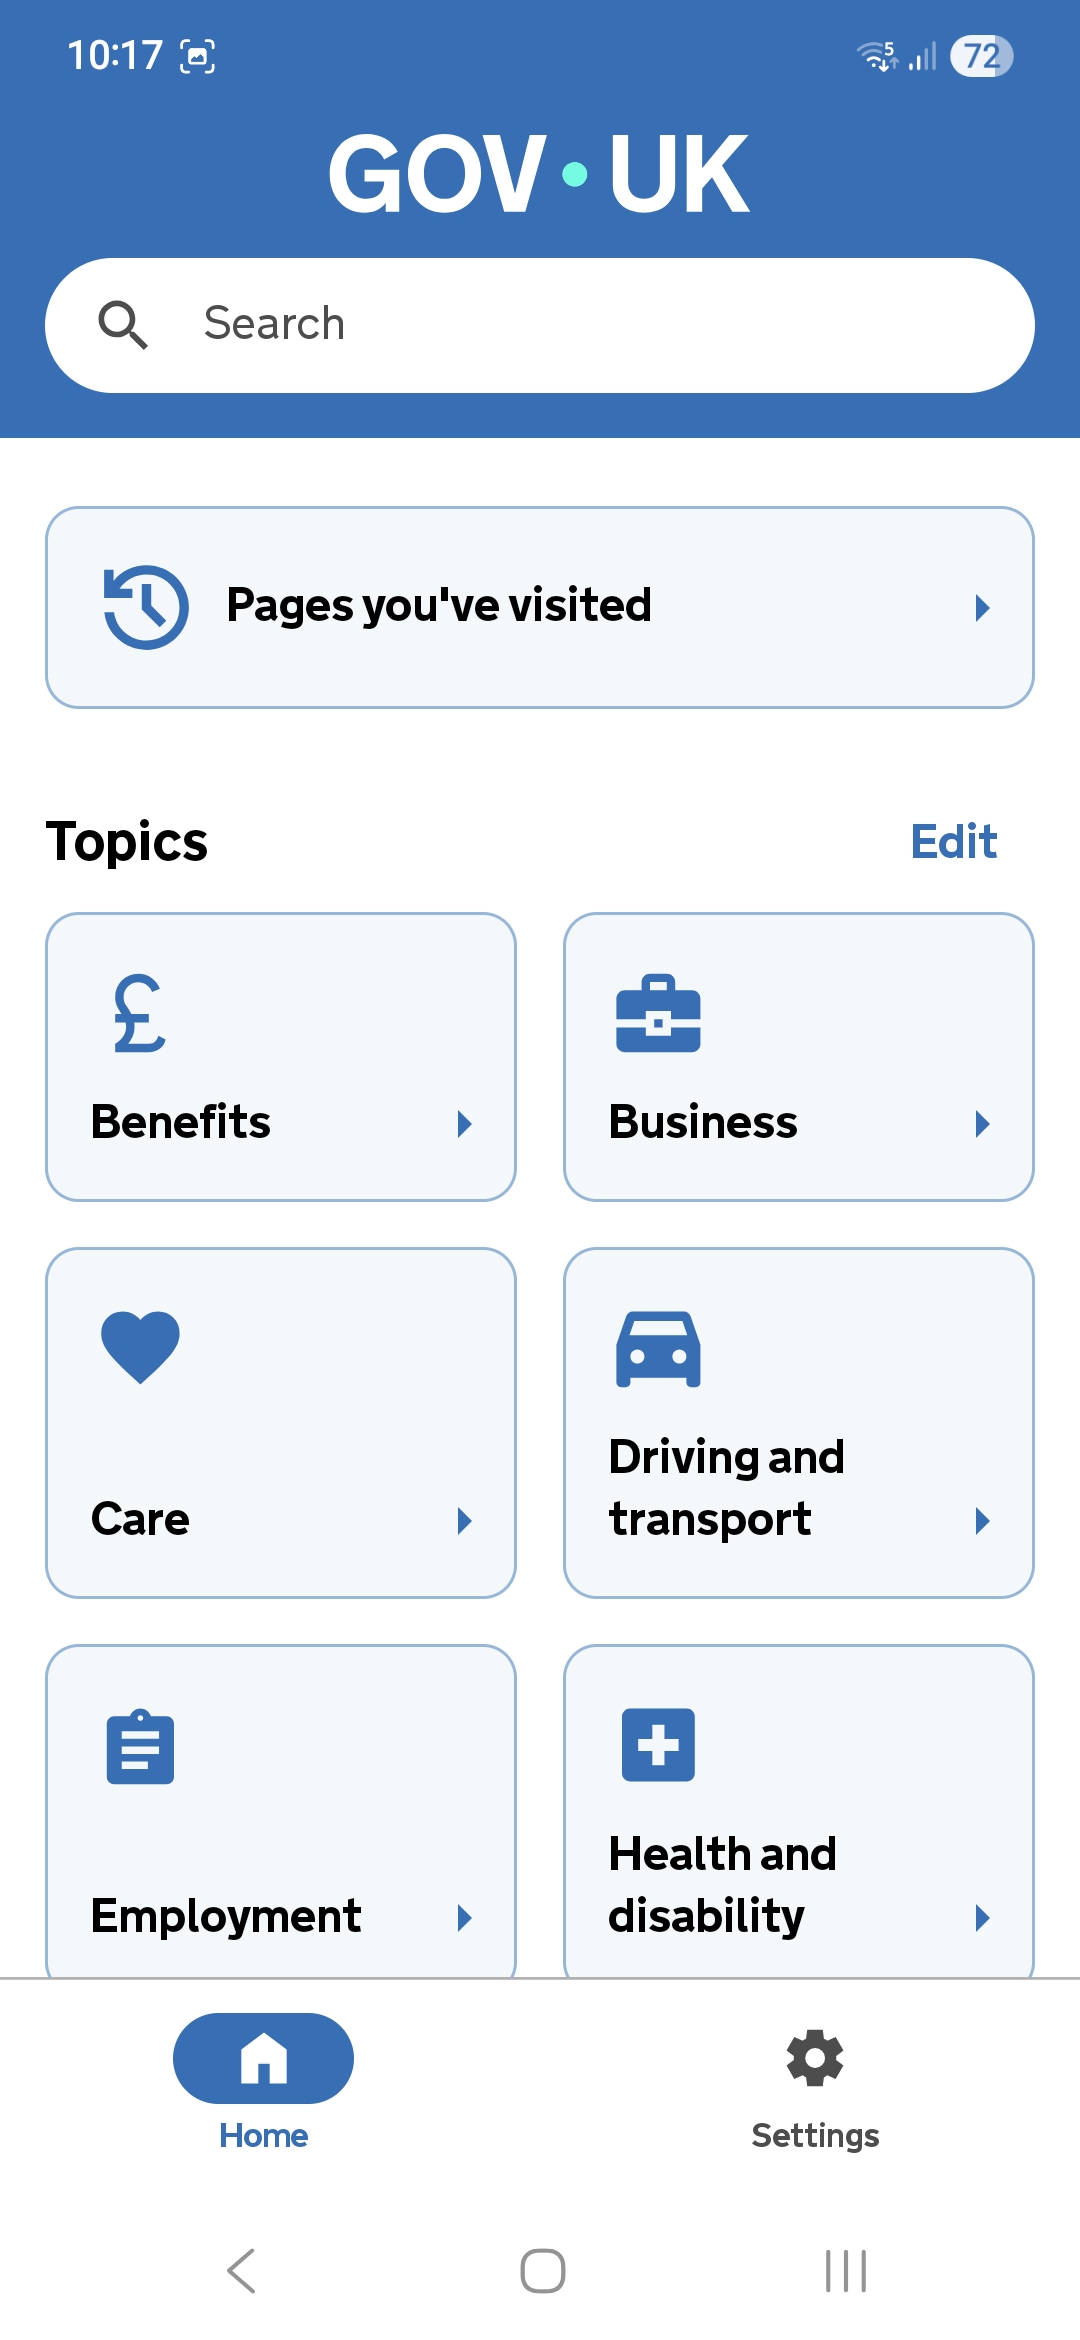 10:17
5
72
GOV·UK
Search
Pages you've visited
Topics
Edit
£
Benefits
Business
Care
Driving and
transport
Employment
Health and
disability
Home
Settings